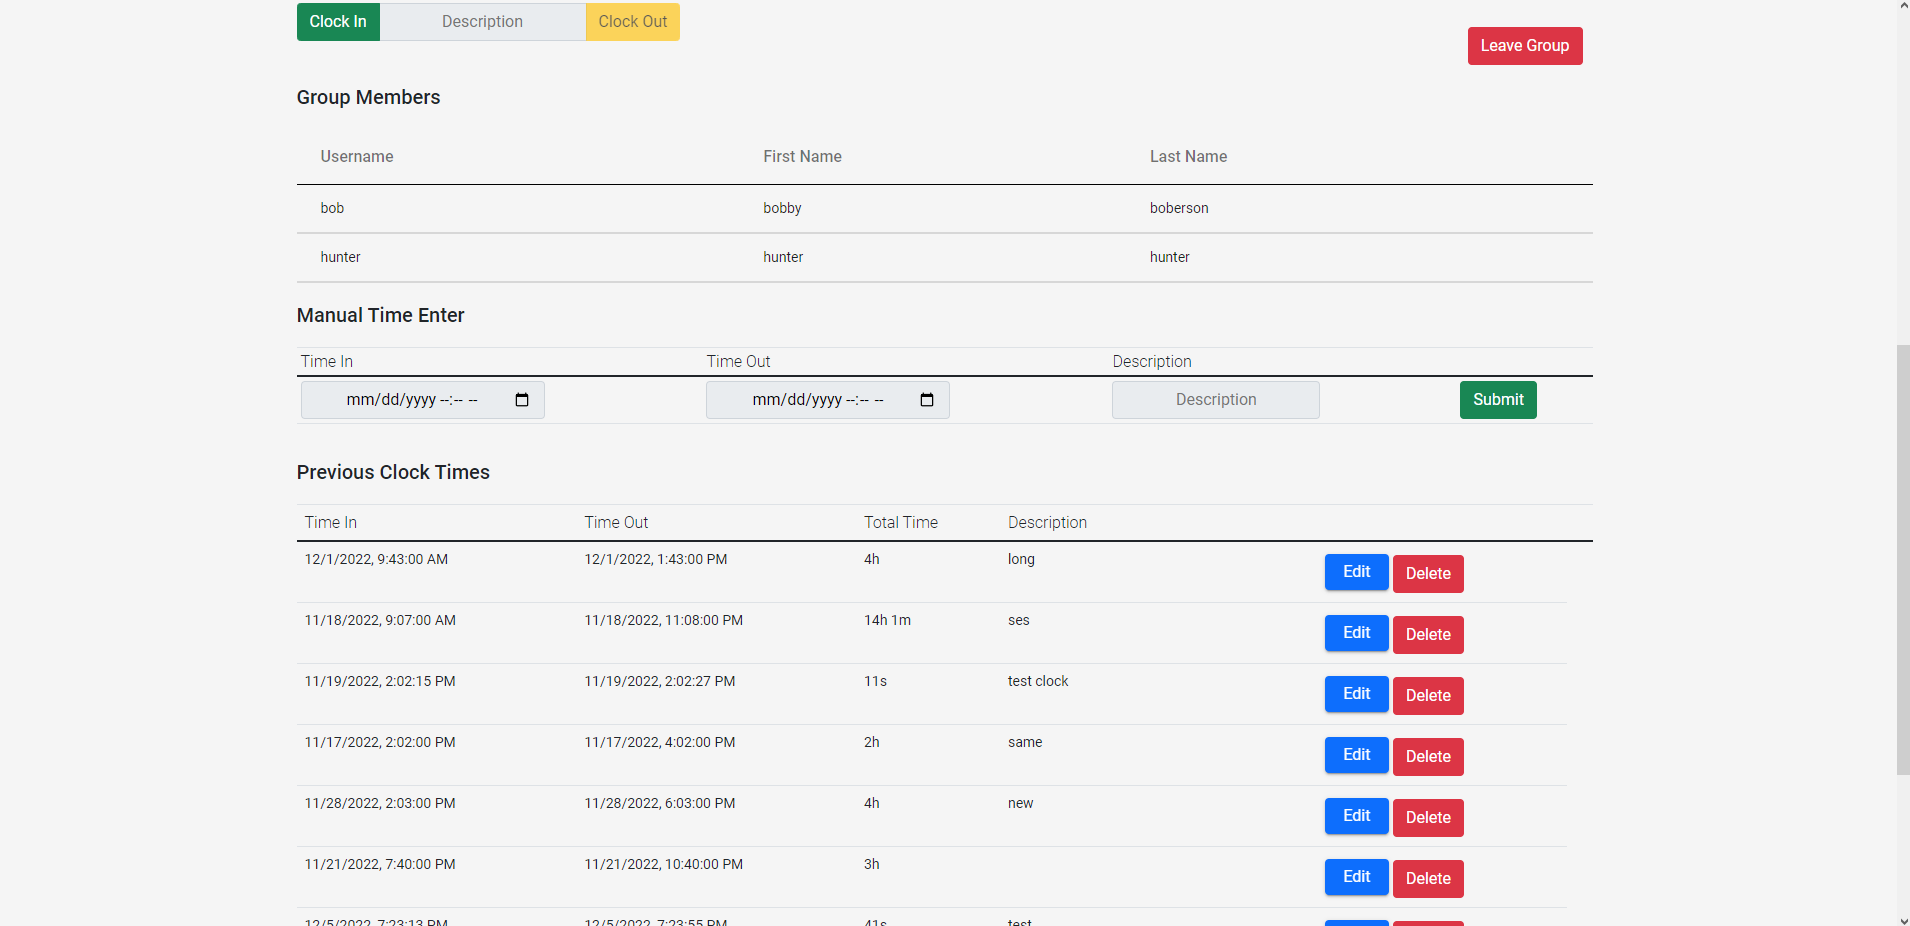 Clock In Description Clock Out
Leave Group
Group Members
Username First Name Last Name
bob bobby boberson
hunter hunter hunter
Manual Time Enter
Time In Time Out Description
mm/dd/yyyy --:-- -- mm/dd/yyyy --:-- -- Description Submit
Previous Clock Times
Time In Time Out Total Time Description
12/1/2022, 9:43:00 AM 12/1/2022, 1:43:00 PM 4h long Edit Delete
11/18/2022, 9:07:00 AM 11/18/2022, 11:08:00 PM 14h 1m ses Edit Delete
11/19/2022, 2:02:15 PM 11/19/2022, 2:02:27 PM 11s test clock Edit Delete
11/17/2022, 2:02:00 PM 11/17/2022, 4:02:00 PM 2h same Edit Delete
11/28/2022, 2:03:00 PM 11/28/2022, 6:03:00 PM 4h new Edit Delete
11/21/2022, 7:40:00 PM 11/21/2022, 10:40:00 PM 3h Edit Delete
12/5/2022, 7:23:13 PM 12/5/2022, 7:23:55 PM 41s test